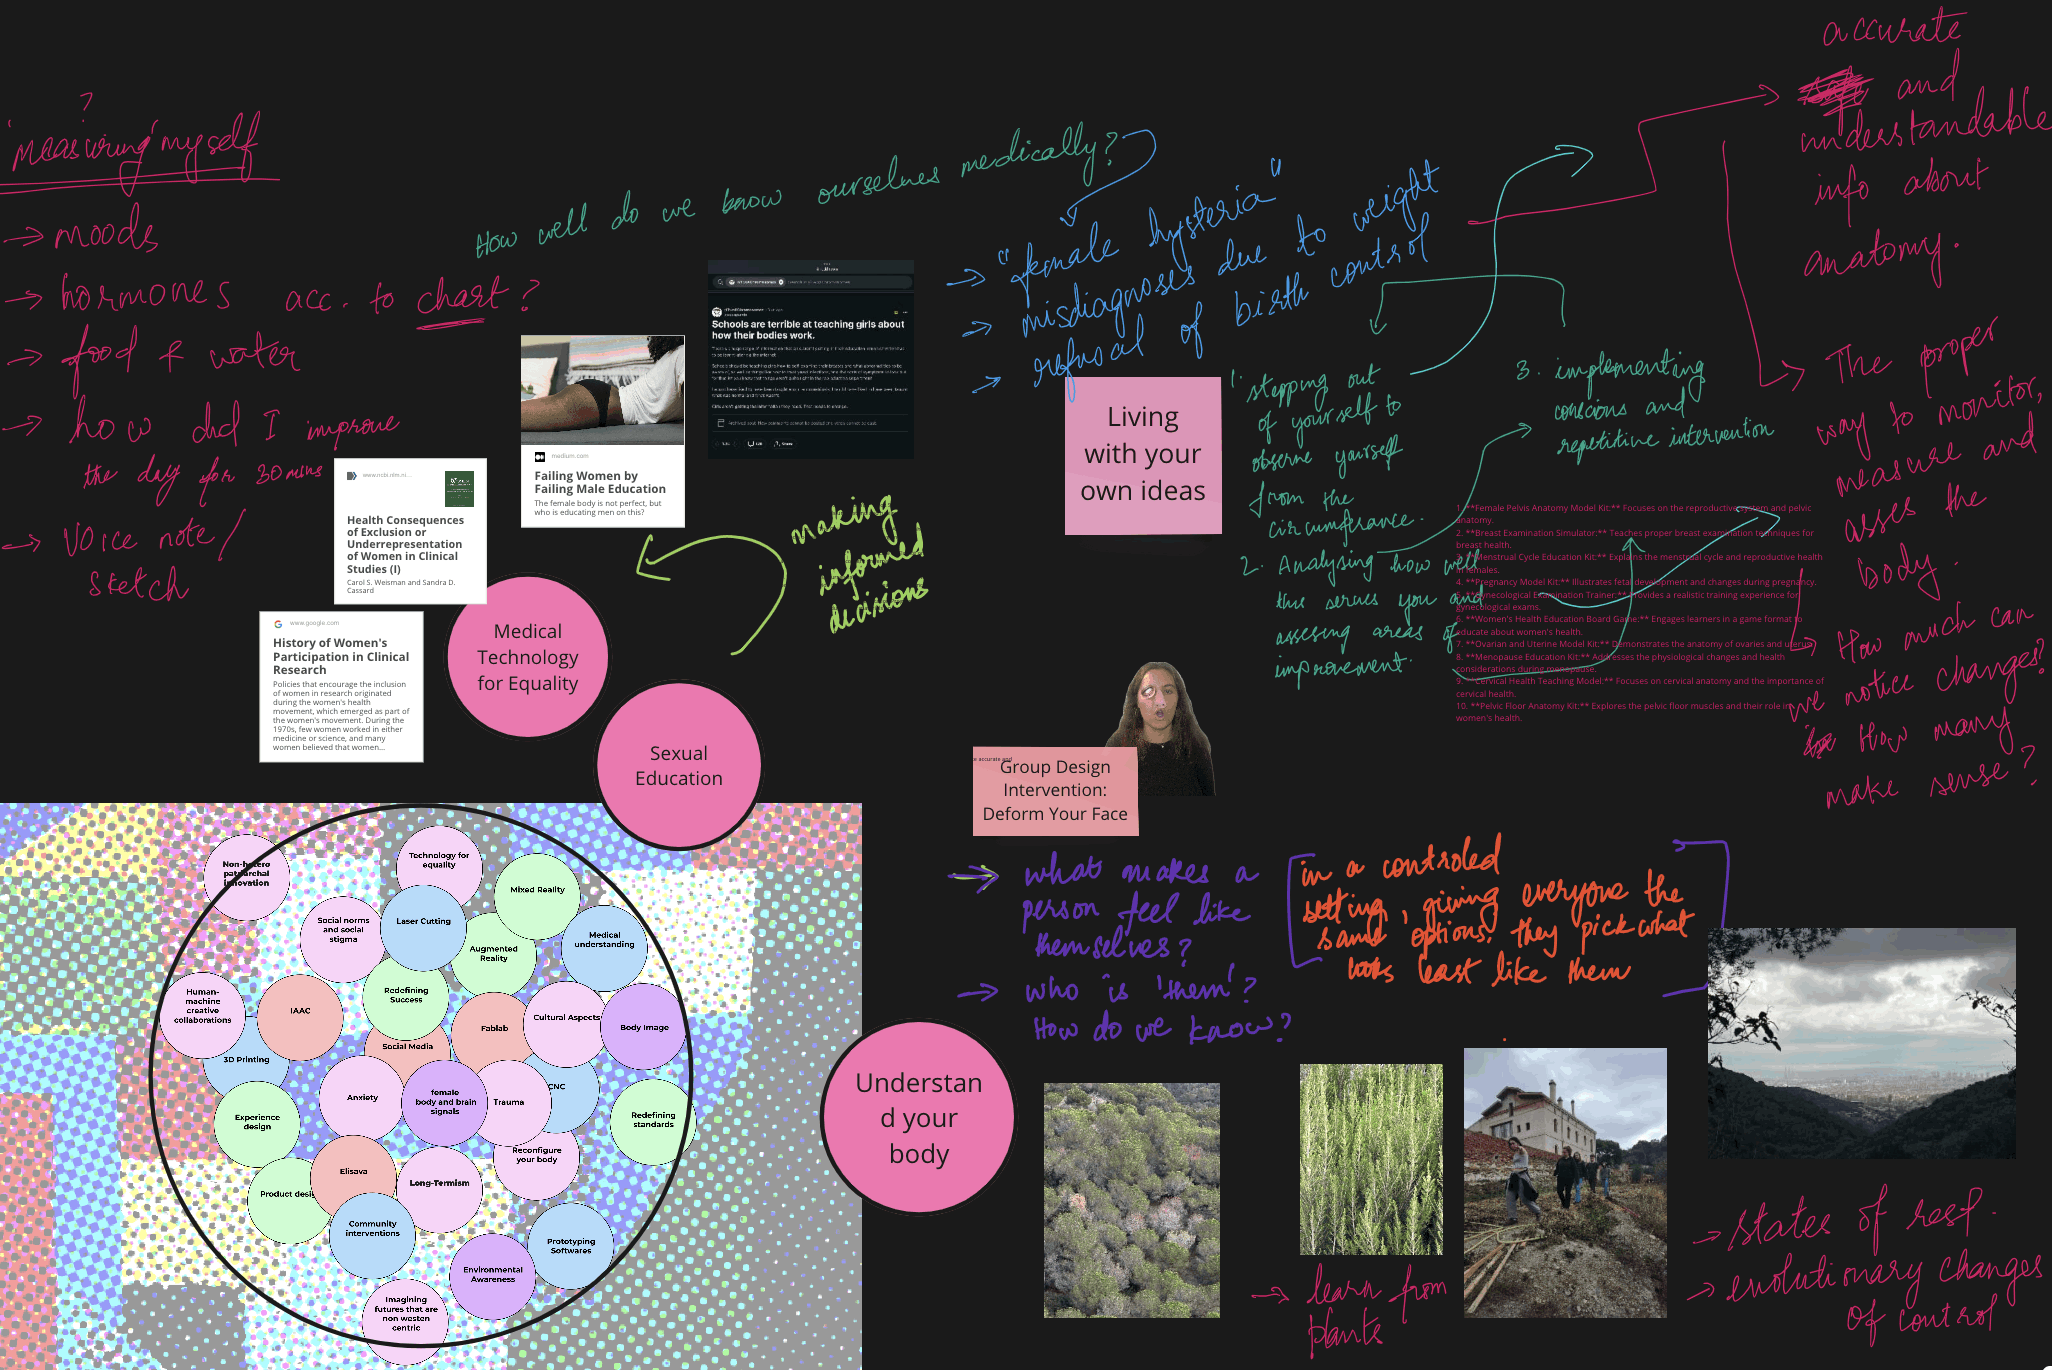 ?
'measuring' myself
→ moods
→ hormones acc. to chart?
→ food & water
→ how did I improve
the day for 30 mins
→ voice note/
sketch
How well do we know ourselves medically?
→ "female hysteria"
→ misdiagnoses due to weight
→ refusal of birth control
accurate
and
understandable
info about
anatomy.
The proper
way to monitor,
measure and
asses the
body.
How much can
we notice changes?
How many
make sense?
1. stepping out
of yourself to
observe yourself
from the
circumferance.
2. Analysing how well
this serves you and
assesing areas of
improvement.
3. implementing
concious and
repetitive intervention
Living
with your
own ideas
Schools are terrible at teaching girls about
how their bodies work.
medium.com
Failing Women by
Failing Male Education
The female body is not perfect, but
who is educating men on this?
www.ncbi.nlm.ni...
Health Consequences
of Exclusion or
Underrepresentation
of Women in Clinical
Studies (I)
Carol S. Weisman and Sandra D.
Cassard
www.google.com
History of Women's
Participation in Clinical
Research
Policies that encourage the inclusion
of women in research originated
during the women's health
movement, which emerged as part of
the women's movement. During the
1970s, few women worked in either
medicine or science, and many
women believed that women...
making
informed
decisions
Medical
Technology
for Equality
Sexual
Education
1. **Female Pelvis Anatomy Model Kit:** Focuses on the reproductive system and pelvic
anatomy.
2. **Breast Examination Simulator:** Teaches proper breast examination techniques for
breast health.
3. **Menstrual Cycle Education Kit:** Explains the menstrual cycle and reproductive health
in females.
4. **Pregnancy Model Kit:** Illustrates fetal development and changes during pregnancy.
5. **Gynecological Examination Trainer:** Provides a realistic training experience for
gynecological exams.
6. **Women's Health Education Board Game:** Engages learners in a game format to
educate about women's health.
7. **Ovarian and Uterine Model Kit:** Demonstrates the anatomy of ovaries and uterus.
8. **Menopause Education Kit:** Addresses the physiological changes and health
considerations during menopause.
9. **Cervical Health Teaching Model:** Focuses on cervical anatomy and the importance of
cervical health.
10. **Pelvic Floor Anatomy Kit:** Explores the pelvic floor muscles and their role in
women's health.
Group Design
Intervention:
Deform Your Face
→ what makes a
person feel like
themselves?
→ who is 'them'?
How do we know?
in a controled
setting, giving everyone the
same options, they pick what
looks least like them
Understan
d your
body
→ learn from
plants
→ states of rest.
→ evolutionary changes
of control
Non-hetero
patriarchal
innovation
Technology for
equality
Mixed Reality
Social norms
and social
stigma
Laser Cutting
Augmented
Reality
Medical
understanding
Human-
machine
creative
collaborations
IAAC
Redefining
Success
Fablab
Cultural Aspects
Body Image
3D Printing
Social Media
Anxiety
female
body and brain
signals
Trauma
CNC
Experience
design
Redefining
standards
Reconfigure
your body
Elisava
Long-Termism
Product desi
Community
interventions
Prototyping
Softwares
Environmental
Awareness
Imagining
futures that are
non westen
centric